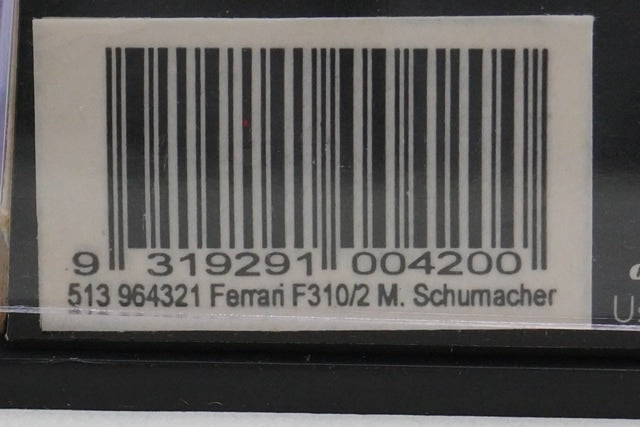 9 319291 004200
513 964321 Ferrari F310/2 M. Schumacher